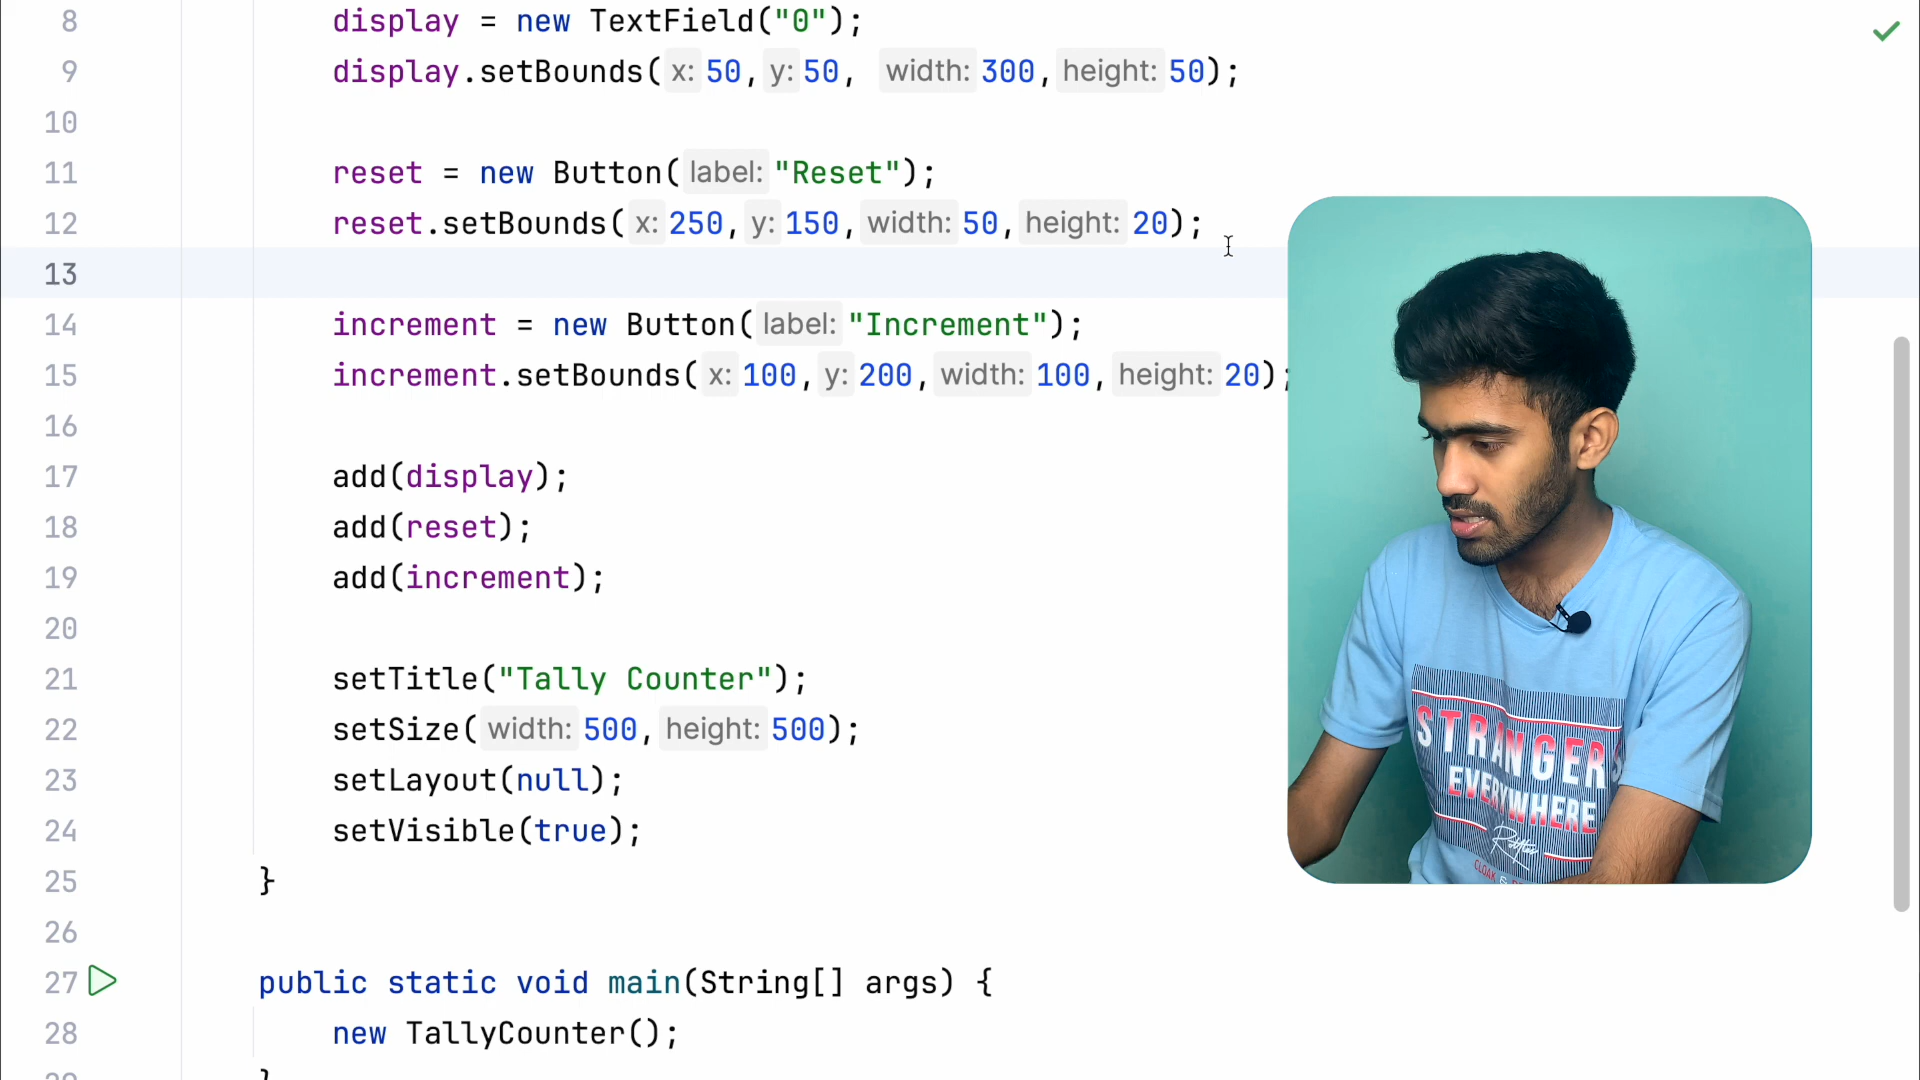 8 display = new TextField("0");
9 display.setBounds( x: 50, y: 50, width: 300, height: 50);
10
11 reset = new Button( label: "Reset");
12 reset.setBounds( x: 250, y: 150, width: 50, height: 20);
13
14 increment = new Button( label: "Increment");
15 increment.setBounds( x: 100, y: 200, width: 100, height: 20);
16
17 add(display);
18 add(reset);
19 add(increment);
20
21 setTitle("Tally Counter");
22 setSize( width: 500, height: 500);
23 setLayout(null);
24 setVisible(true);
25 }
26
27 public static void main(String[] args) {
28 new TallyCounter();
STRANGERS
EVERYWHERE